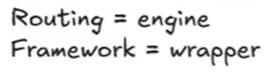 Routing = engine
Framework = wrapper